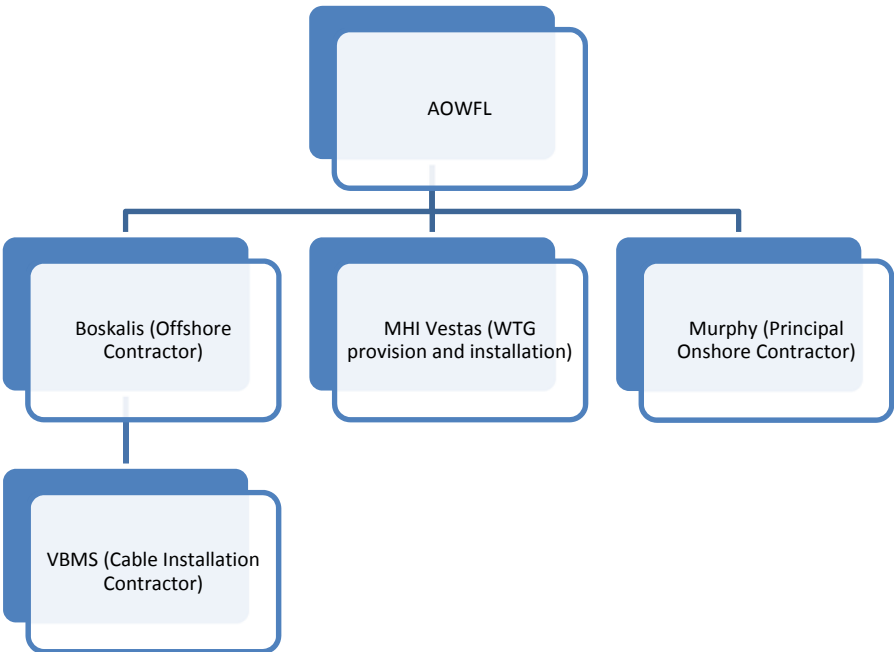 AOWFL
Boskalis (Offshore
Contractor)
MHI Vestas (WTG
provision and installation)
Murphy (Principal
Onshore Contractor)
VBMS (Cable Installation
Contractor)